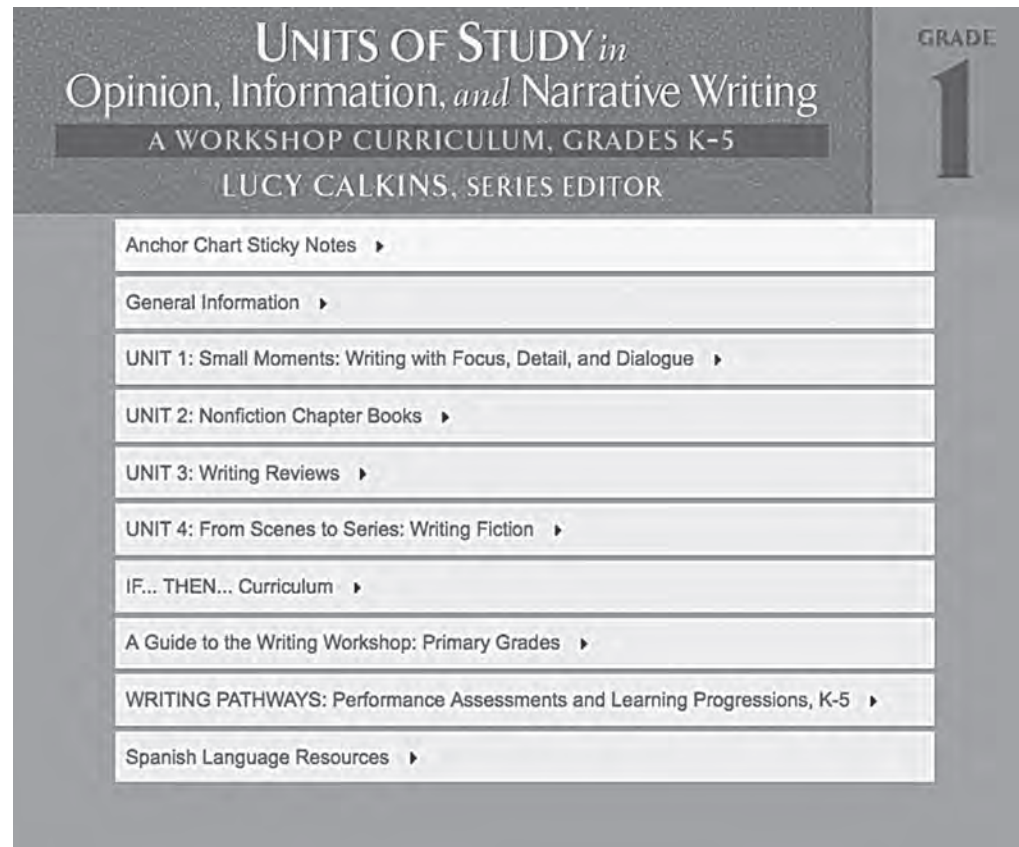 UNITS OF STUDY in
Opinion, Information, and Narrative Writing
A WORKSHOP CURRICULUM, GRADES K–5
LUCY CALKINS, SERIES EDITOR
GRADE
1
Anchor Chart Sticky Notes
General Information
UNIT 1: Small Moments: Writing with Focus, Detail, and Dialogue
UNIT 2: Nonfiction Chapter Books
UNIT 3: Writing Reviews
UNIT 4: From Scenes to Series: Writing Fiction
IF... THEN... Curriculum
A Guide to the Writing Workshop: Primary Grades
WRITING PATHWAYS: Performance Assessments and Learning Progressions, K-5
Spanish Language Resources